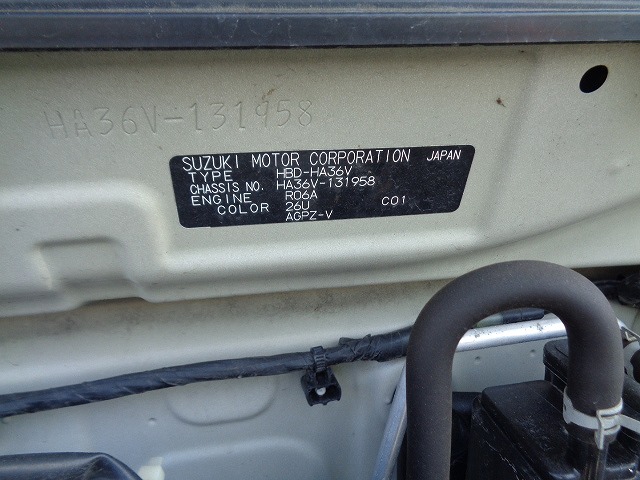 HA36V-131958
SUZUKI MOTOR CORPORATION JAPAN
TYPE HBD-HA36V
CHASSIS NO. HA36V-131958
ENGINE R06A
COLOR 26U C01
AGPZ-V